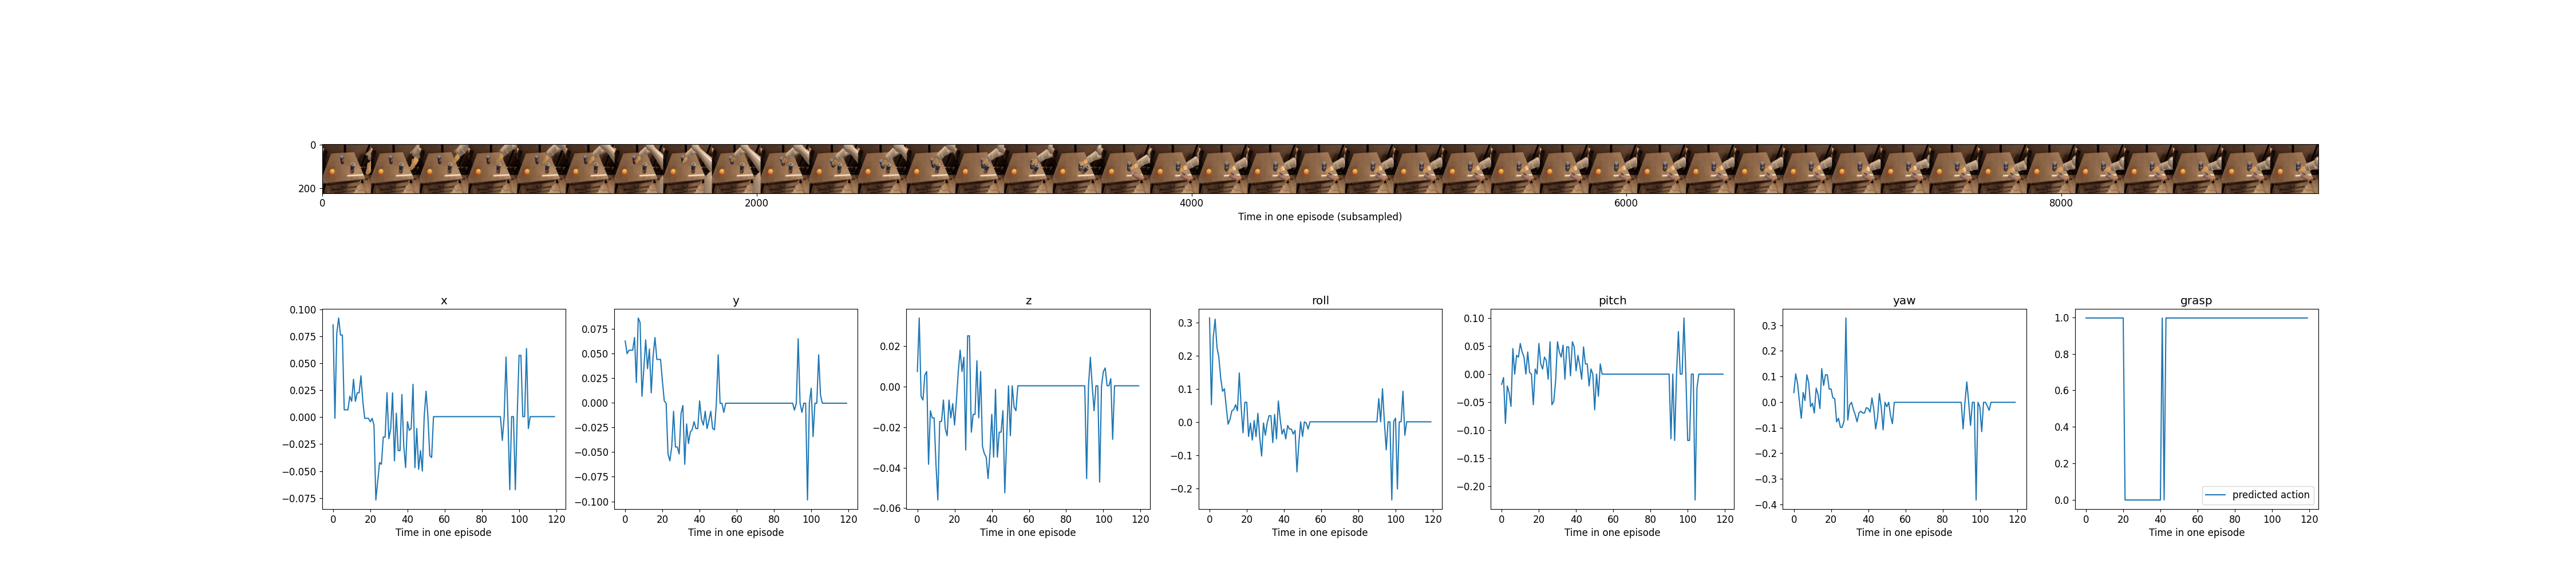 0
200
0 2000 4000 6000 8000
Time in one episode (subsampled)
x y z roll pitch yaw grasp
0.100
0.075
0.050
0.025
0.000
−0.025
−0.050
−0.075
0 20 40 60 80 100 120
Time in one episode
0.075
0.050
0.025
0.000
−0.025
−0.050
−0.075
−0.100
0 20 40 60 80 100 120
Time in one episode
0.02
0.00
−0.02
−0.04
−0.06
0 20 40 60 80 100 120
Time in one episode
0.3
0.2
0.1
0.0
−0.1
−0.2
0 20 40 60 80 100 120
Time in one episode
0.10
0.05
0.00
−0.05
−0.10
−0.15
−0.20
0 20 40 60 80 100 120
Time in one episode
0.3
0.2
0.1
0.0
−0.1
−0.2
−0.3
−0.4
0 20 40 60 80 100 120
Time in one episode
1.0
0.8
0.6
0.4
0.2
0.0
predicted action
0 20 40 60 80 100 120
Time in one episode